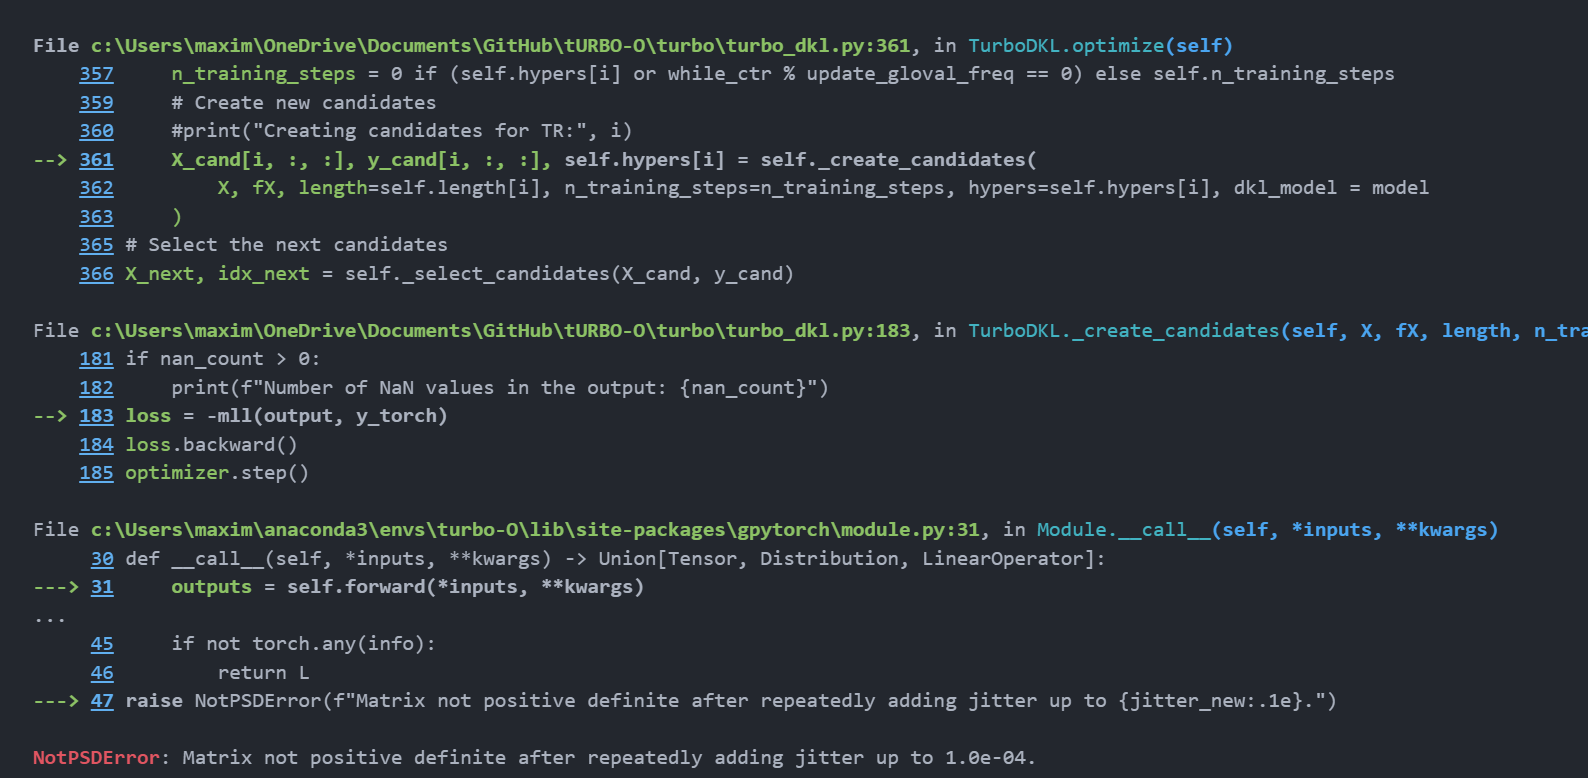 File c:\Users\maxim\OneDrive\Documents\GitHub\tURBO-O\turbo\turbo_dkl.py:361, in TurboDKL.optimize(self)
    357     n_training_steps = 0 if (self.hypers[i] or while_ctr % update_gloval_freq == 0) else self.n_training_steps
    359     # Create new candidates
    360     #print("Creating candidates for TR:", i)
--> 361     X_cand[i, :, :], y_cand[i, :, :], self.hypers[i] = self._create_candidates(
    362         X, fX, length=self.length[i], n_training_steps=n_training_steps, hypers=self.hypers[i], dkl_model = model
    363     )
    365 # Select the next candidates
    366 X_next, idx_next = self._select_candidates(X_cand, y_cand)
File c:\Users\maxim\OneDrive\Documents\GitHub\tURBO-O\turbo\turbo_dkl.py:183, in TurboDKL._create_candidates(self, X, fX, length, n_tra
    181 if nan_count > 0:
    182     print(f"Number of NaN values in the output: {nan_count}")
--> 183 loss = -mll(output, y_torch)
    184 loss.backward()
    185 optimizer.step()
File c:\Users\maxim\anaconda3\envs\turbo-O\lib\site-packages\gpytorch\module.py:31, in Module.__call__(self, *inputs, **kwargs)
     30 def __call__(self, *inputs, **kwargs) -> Union[Tensor, Distribution, LinearOperator]:
---> 31     outputs = self.forward(*inputs, **kwargs)
...
     45     if not torch.any(info):
     46         return L
---> 47 raise NotPSDError(f"Matrix not positive definite after repeatedly adding jitter up to {jitter_new:.1e}.")
NotPSDError: Matrix not positive definite after repeatedly adding jitter up to 1.0e-04.